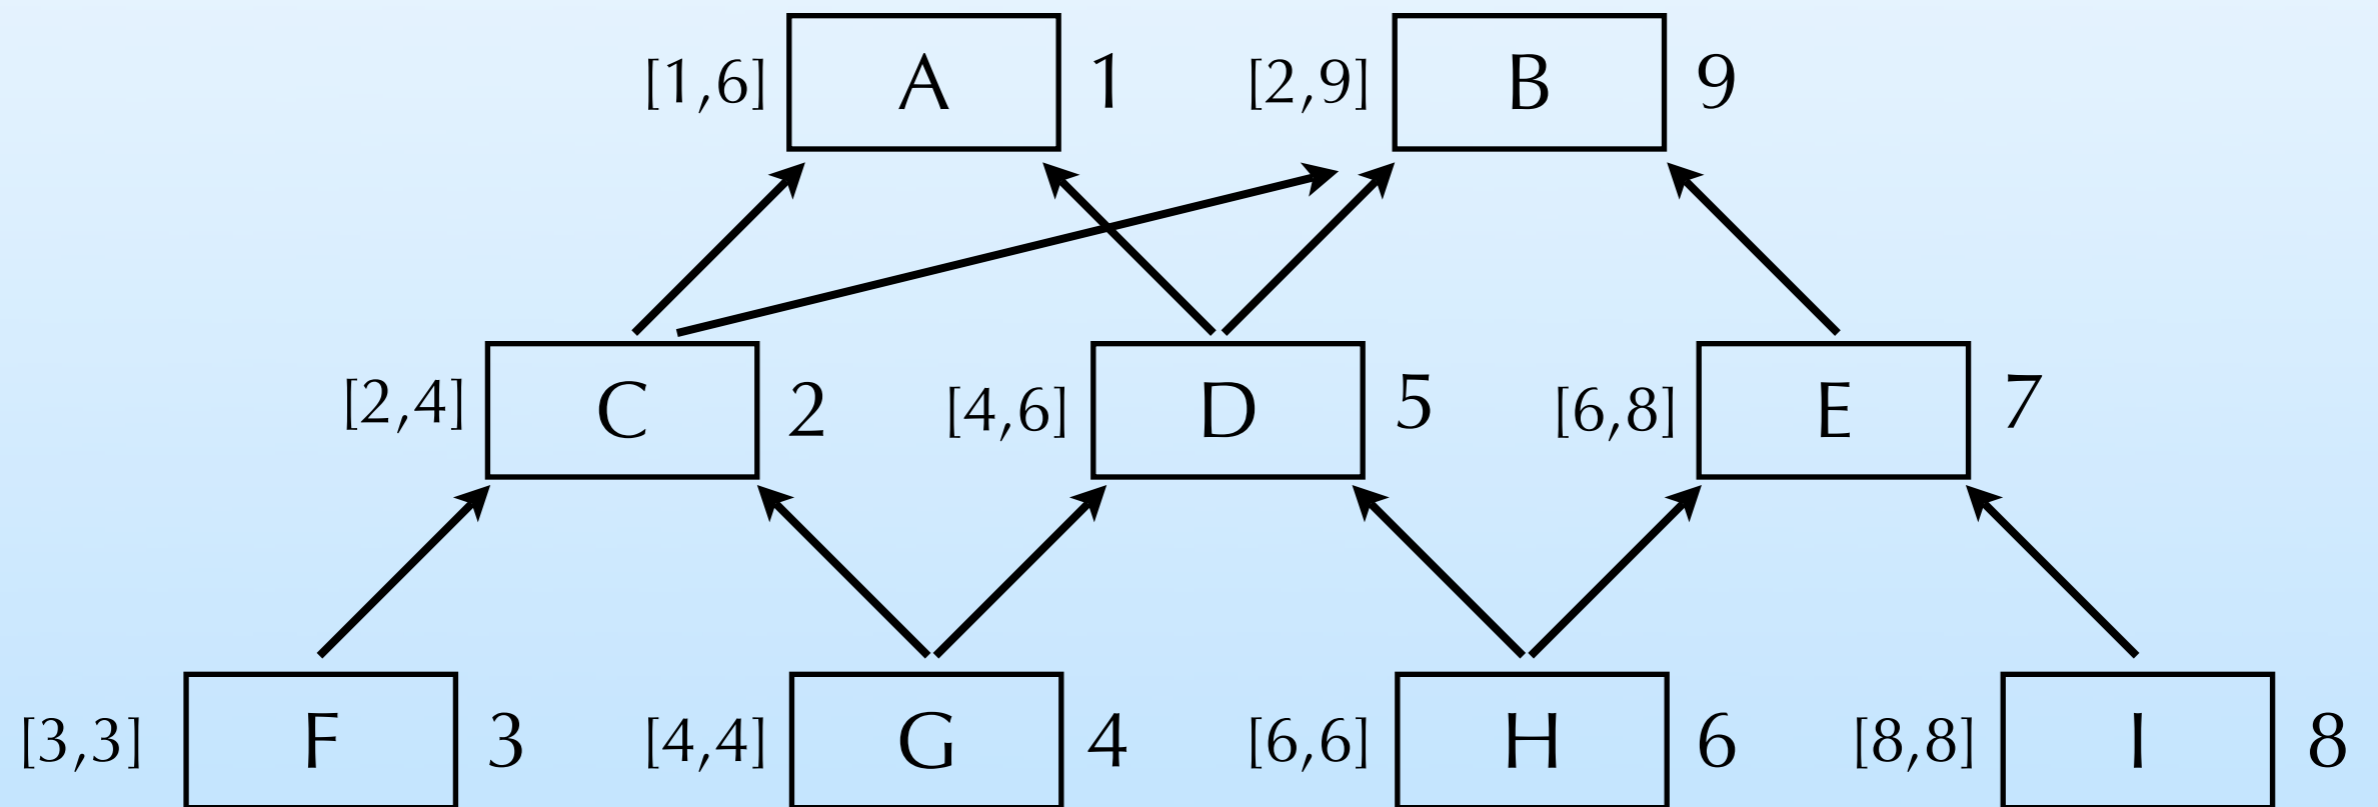 [1,6] A 1 [2,9] B 9
[2,4] C 2 [4,6] D 5 [6,8] E 7
[3,3] F 3 [4,4] G 4 [6,6] H 6 [8,8] I 8